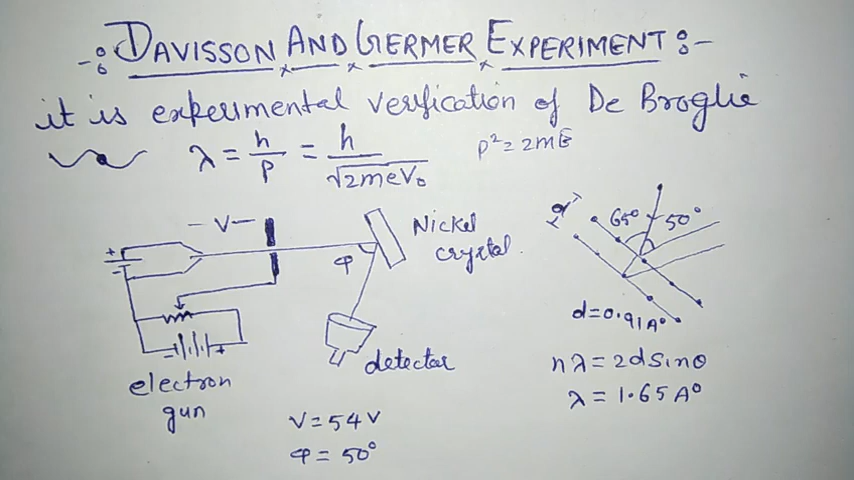 -: DAVISSON AND GERMER EXPERIMENT :-
it is experimental verification of De Broglie
λ = h/p = h/√2meV₀
p² = 2mE
- V -
Nickel
crystal.
φ
65° 50°
+
-
d = 0.91A°
detector
- +
electron
gun
nλ = 2d sinθ
λ = 1.65A°
V = 54V
φ = 50°